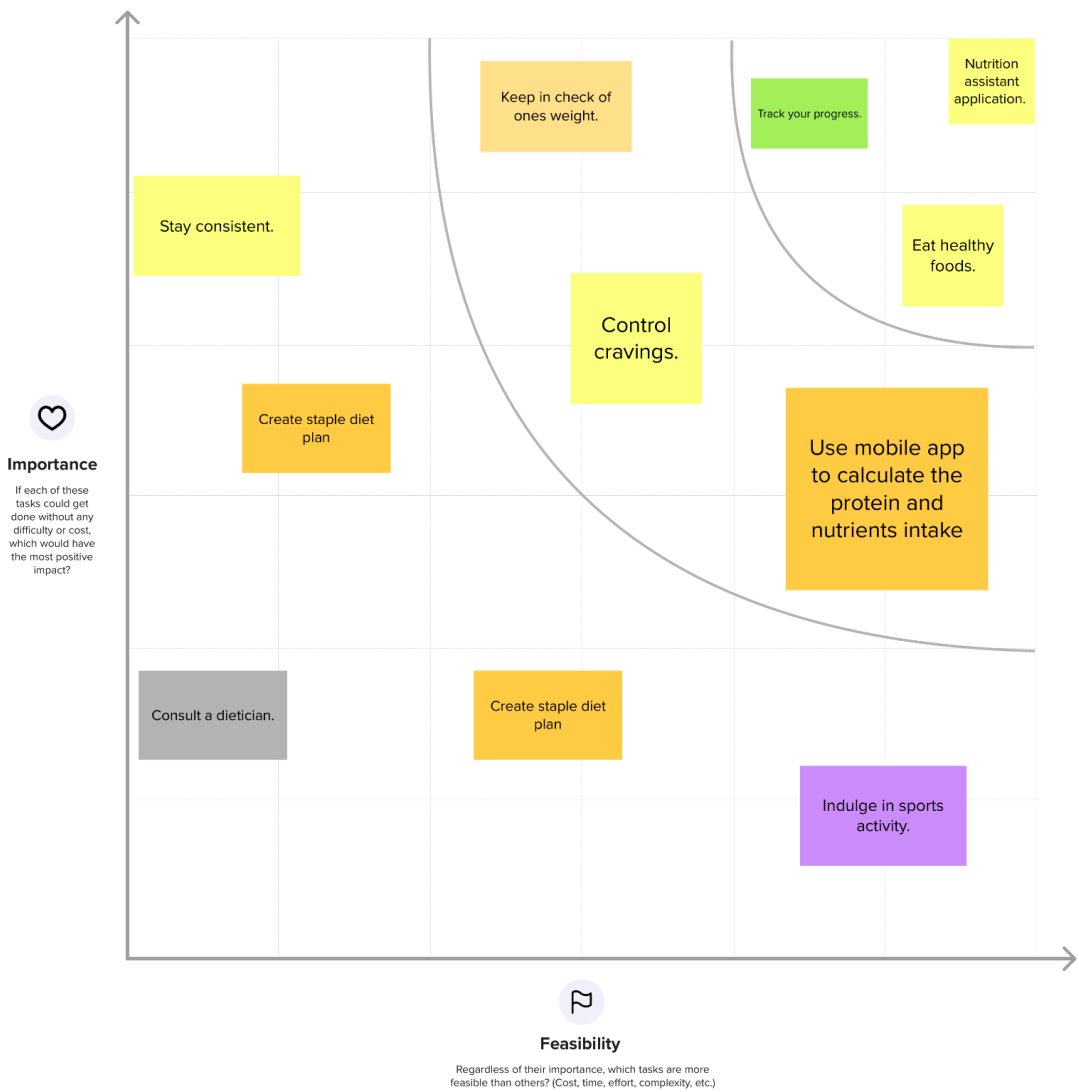 Keep in check of
ones weight.
Track your progress.
Nutrition
assistant
application.
Stay consistent.
Eat healthy
foods.
Control
cravings.
Create staple diet
plan
Use mobile app
to calculate the
protein and
nutrients intake
Importance
If each of these
tasks could get
done without any
difficulty or cost,
which would have
the most positive
impact?
Consult a dietician.
Create staple diet
plan
Indulge in sports
activity.
Feasibility
Regardless of their importance, which tasks are more
feasible than others? (Cost, time, effort, complexity, etc.)